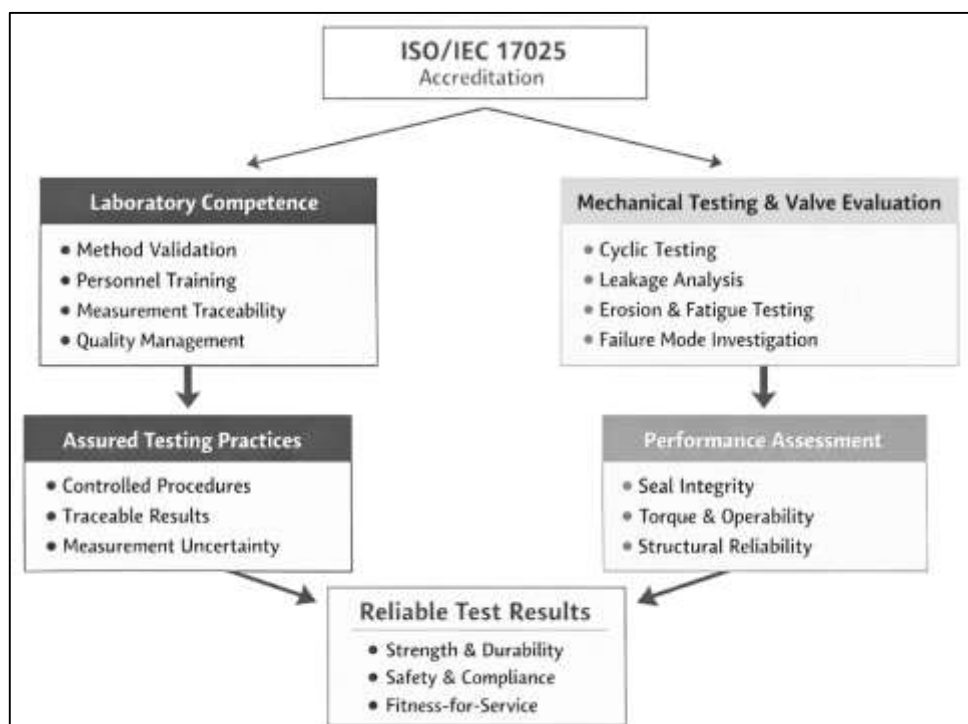 ISO/IEC 17025
Accreditation
Laboratory Competence
• Method Validation
• Personnel Training
• Measurement Traceability
• Quality Management
Mechanical Testing & Valve Evaluation
• Cyclic Testing
• Leakage Analysis
• Erosion & Fatigue Testing
• Failure Mode Investigation
Assured Testing Practices
• Controlled Procedures
• Traceable Results
• Measurement Uncertainty
Performance Assessment
• Seal Integrity
• Torque & Operability
• Structural Reliability
Reliable Test Results
• Strength & Durability
• Safety & Compliance
• Fitness-for-Service